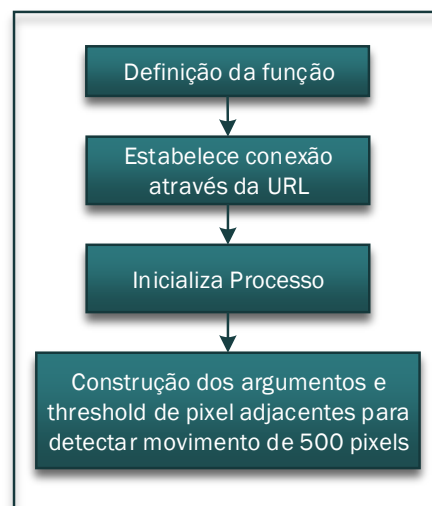 Definição da função
Estabelece conexão
através da URL
Inicializa Processo
Construção dos argumentos e
threshold de pixel adjacentes para
detectar movimento de 500 pixels